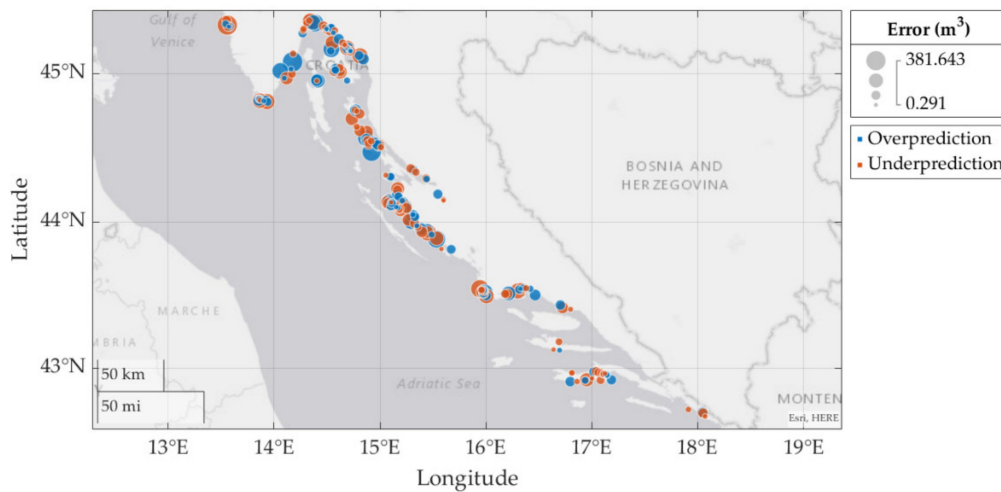 Gulf of
Venice
CROATIA
BOSNIA AND
HERZEGOVINA
MARCHE
MBRIA
Adriatic Sea
MONTEN
Esri, HERE
50 km
50 mi
45°N
44°N
43°N
Latitude
13°E 14°E 15°E 16°E 17°E 18°E 19°E
Longitude
Error (m³)
381.643
0.291
Overprediction
Underprediction